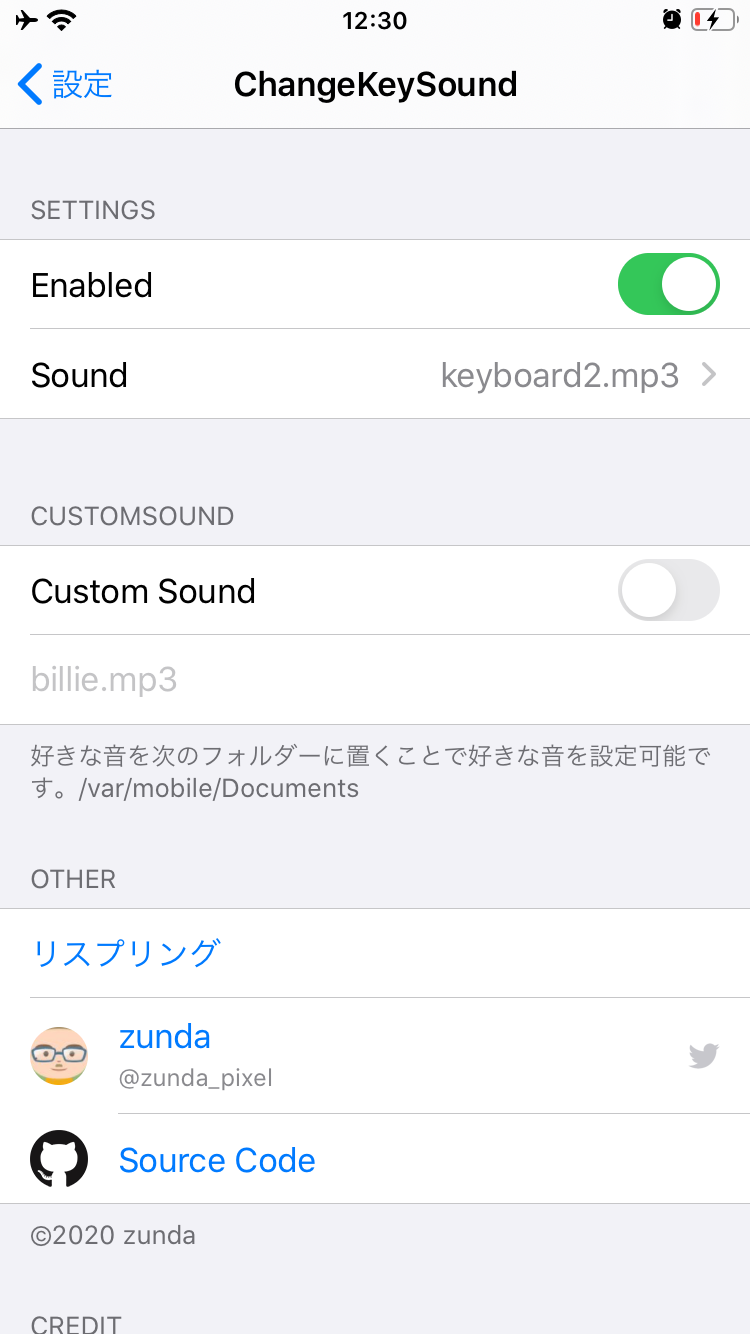 12:30
設定
ChangeKeySound
SETTINGS
Enabled
Sound
keyboard2.mp3
CUSTOMSOUND
Custom Sound
billie.mp3
好きな音を次のフォルダーに置くことで好きな音を設定可能で
す。/var/mobile/Documents
OTHER
リスプリング
zunda
@zunda_pixel
Source Code
©2020 zunda
CREDIT